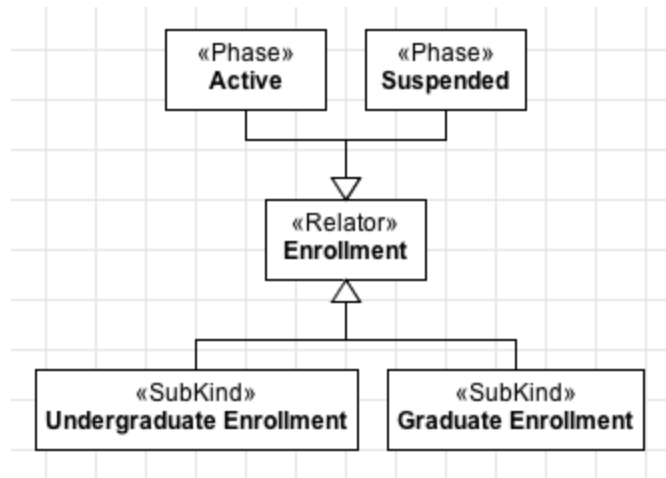 «Phase»
Active
«Phase»
Suspended
«Relator»
Enrollment
«SubKind»
Undergraduate Enrollment
«SubKind»
Graduate Enrollment